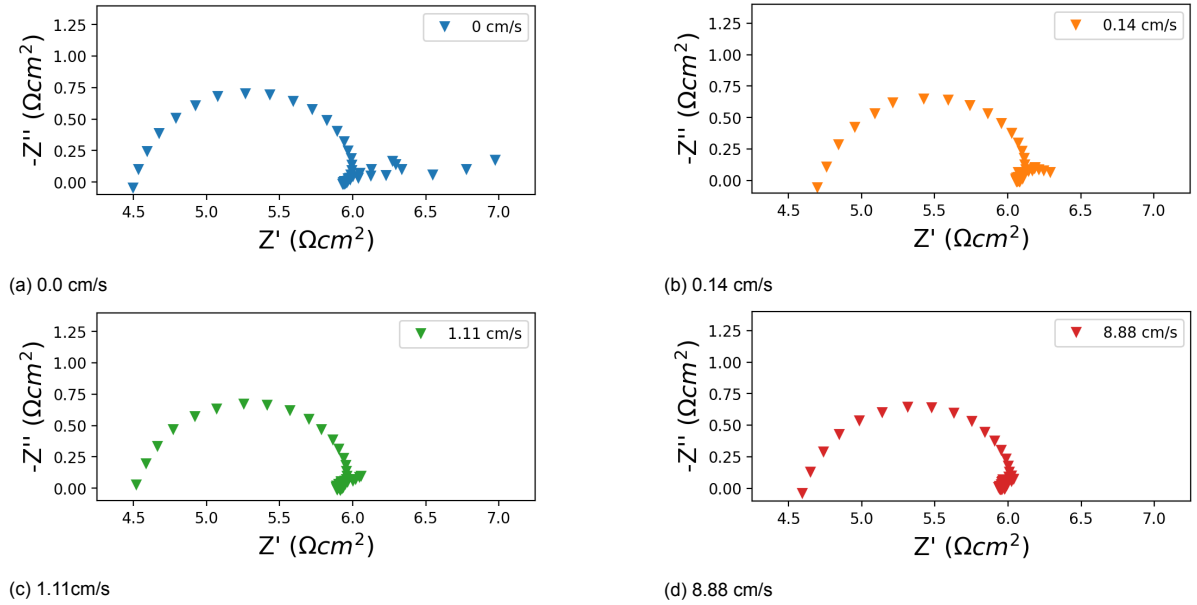 0 cm/s
-Z'' (Ωcm²)
1.25
1.00
0.75
0.50
0.25
0.00
4.5 5.0 5.5 6.0 6.5 7.0
Z' (Ωcm²)
(a) 0.0 cm/s
0.14 cm/s
-Z'' (Ωcm²)
1.25
1.00
0.75
0.50
0.25
0.00
4.5 5.0 5.5 6.0 6.5 7.0
Z' (Ωcm²)
(b) 0.14 cm/s
1.11 cm/s
-Z'' (Ωcm²)
1.25
1.00
0.75
0.50
0.25
0.00
4.5 5.0 5.5 6.0 6.5 7.0
Z' (Ωcm²)
(c) 1.11cm/s
8.88 cm/s
-Z'' (Ωcm²)
1.25
1.00
0.75
0.50
0.25
0.00
4.5 5.0 5.5 6.0 6.5 7.0
Z' (Ωcm²)
(d) 8.88 cm/s